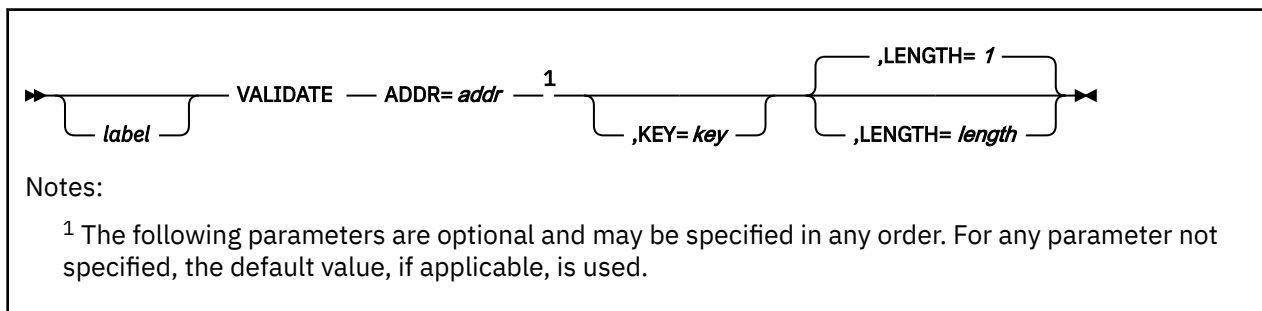 ,LENGTH= 1
label VALIDATE ADDR= addr 1 ,KEY= key ,LENGTH= length
Notes:
1 The following parameters are optional and may be specified in any order. For any parameter not
specified, the default value, if applicable, is used.